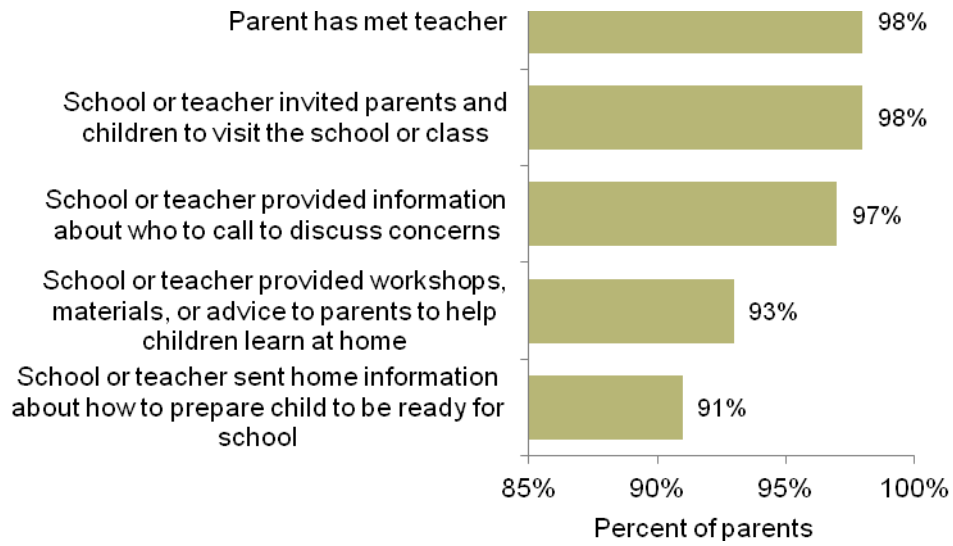 Parent has met teacher
98%
School or teacher invited parents and
children to visit the school or class
98%
School or teacher provided information
about who to call to discuss concerns
97%
School or teacher provided workshops,
materials, or advice to parents to help
children learn at home
93%
School or teacher sent home information
about how to prepare child to be ready for
school
91%
85% 90% 95% 100%
Percent of parents